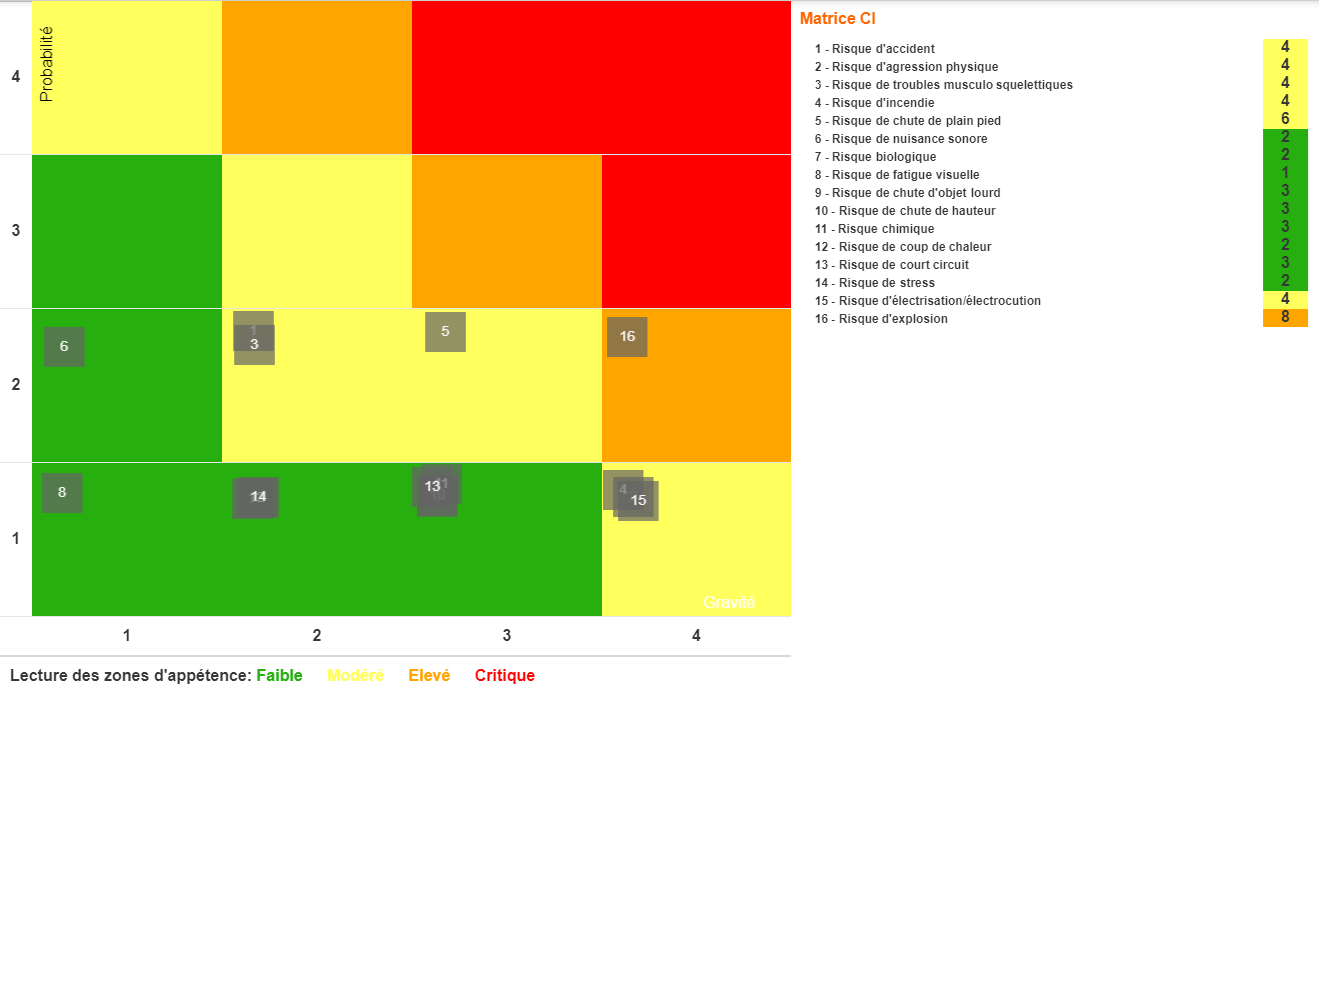 Probabilité
4
3
2
1
6
1
3
5
16
8
14
11
13
4
15
Gravité
1 2 3 4
Lecture des zones d'appétence: Faible Modéré Elevé Critique
Matrice CI
1 - Risque d'accident 4
2 - Risque d'agression physique 4
3 - Risque de troubles musculo squelettiques 4
4 - Risque d'incendie 4
5 - Risque de chute de plain pied 6
6 - Risque de nuisance sonore 2
7 - Risque biologique 2
8 - Risque de fatigue visuelle 1
9 - Risque de chute d'objet lourd 3
10 - Risque de chute de hauteur 3
11 - Risque chimique 3
12 - Risque de coup de chaleur 2
13 - Risque de court circuit 3
14 - Risque de stress 2
15 - Risque d'électrisation/électrocution 4
16 - Risque d'explosion 8